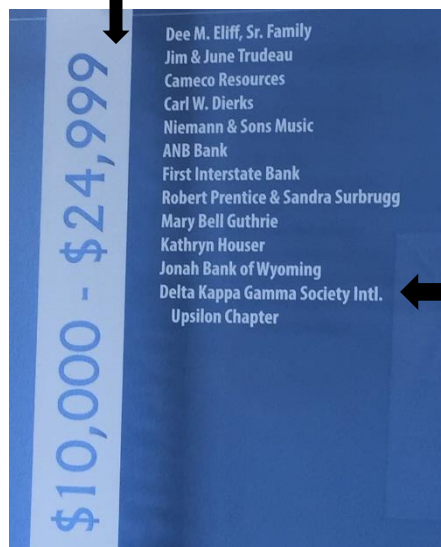 $10,000 - $24,999
Dee M. Eliff, Sr. Family
Jim & June Trudeau
Cameco Resources
Carl W. Dierks
Niemann & Sons Music
ANB Bank
First Interstate Bank
Robert Prentice & Sandra Surbrugg
Mary Bell Guthrie
Kathryn Houser
Jonah Bank of Wyoming
Delta Kappa Gamma Society Intl.
Upsilon Chapter